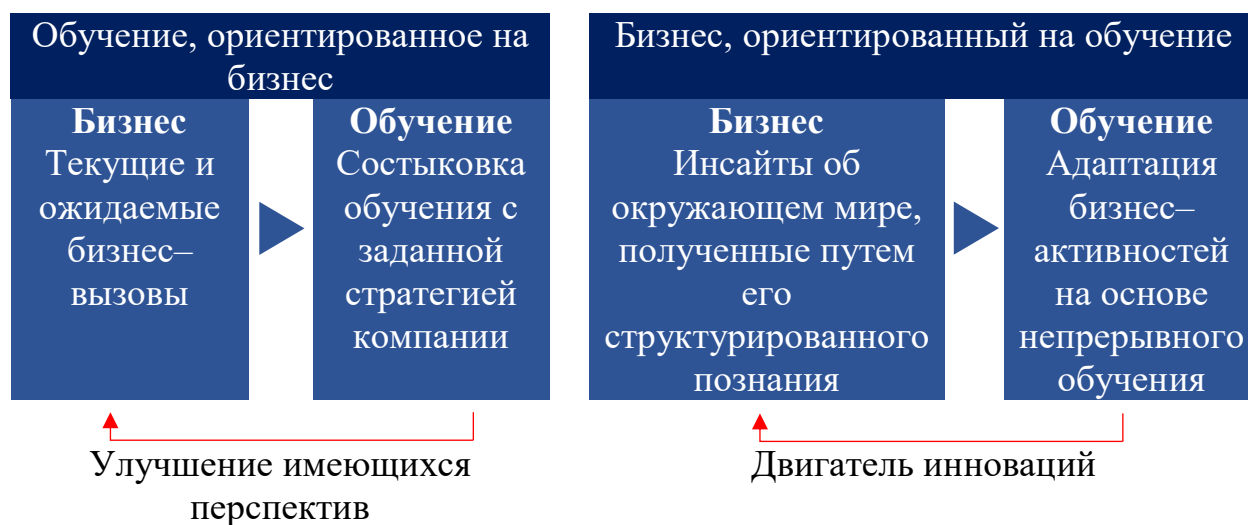 Обучение, ориентированное на
бизнес
Бизнес
Текущие и
ожидаемые
бизнес–
вызовы
Обучение
Состыковка
обучения с
заданной
стратегией
компании
Улучшение имеющихся
перспектив
Бизнес, ориентированный на обучение
Бизнес
Инсайты об
окружающем мире,
полученные путем
его
структурированного
познания
Обучение
Адаптация
бизнес–
активностей
на основе
непрерывного
обучения
Двигатель инноваций